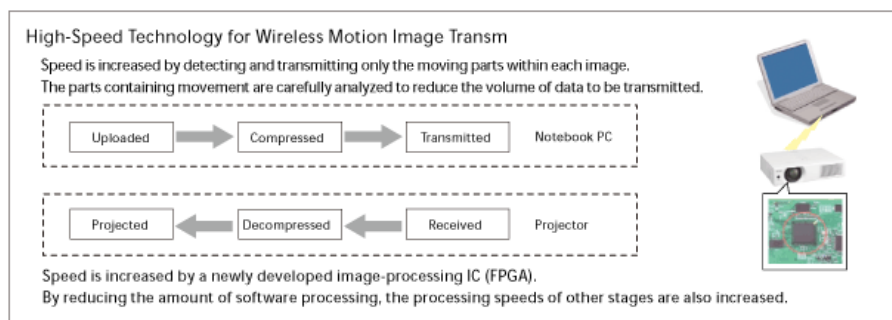 High-Speed Technology for Wireless Motion Image Transm
Speed is increased by detecting and transmitting only the moving parts within each image.
The parts containing movement are carefully analyzed to reduce the volume of data to be transmitted.
Uploaded Compressed Transmitted Notebook PC
Projected Decompressed Received Projector
Speed is increased by a newly developed image-processing IC (FPGA).
By reducing the amount of software processing, the processing speeds of other stages are also increased.